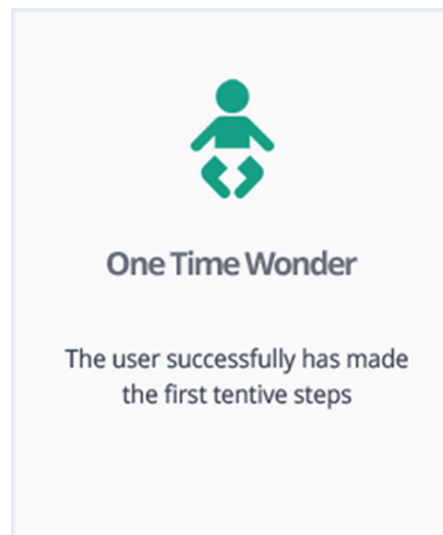 One Time Wonder
The user successfully has made
the first tentive steps